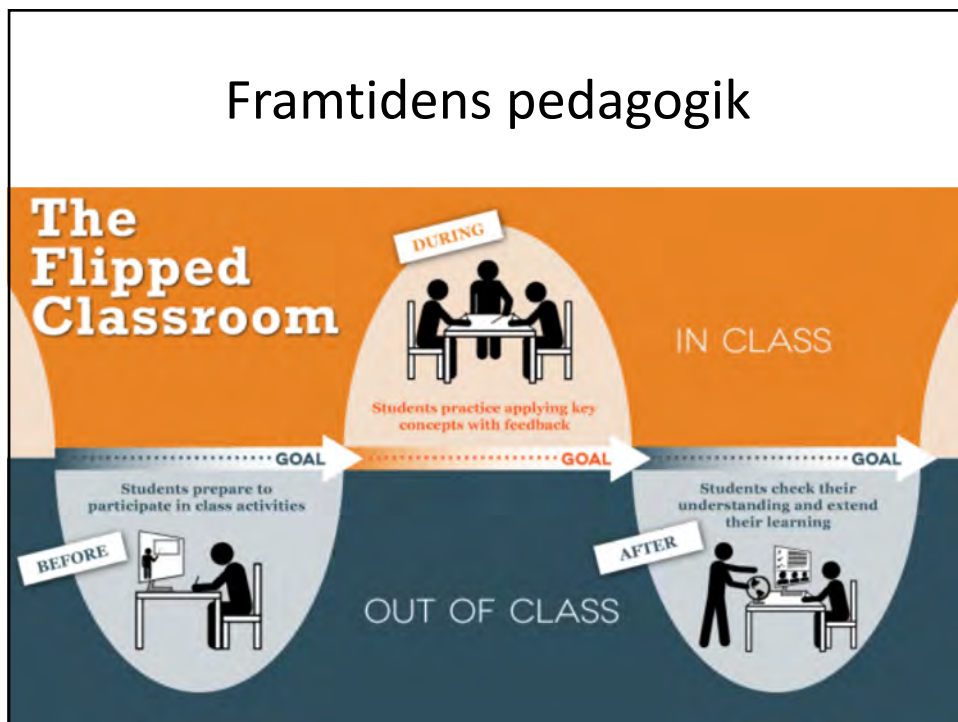 Framtidens pedagogik
The
Flipped
Classroom
DURING
IN CLASS
Students practice applying key
concepts with feedback
GOAL
GOAL
GOAL
Students prepare to
participate in class activities
BEFORE
OUT OF CLASS
Students check their
understanding and extend
their learning
AFTER